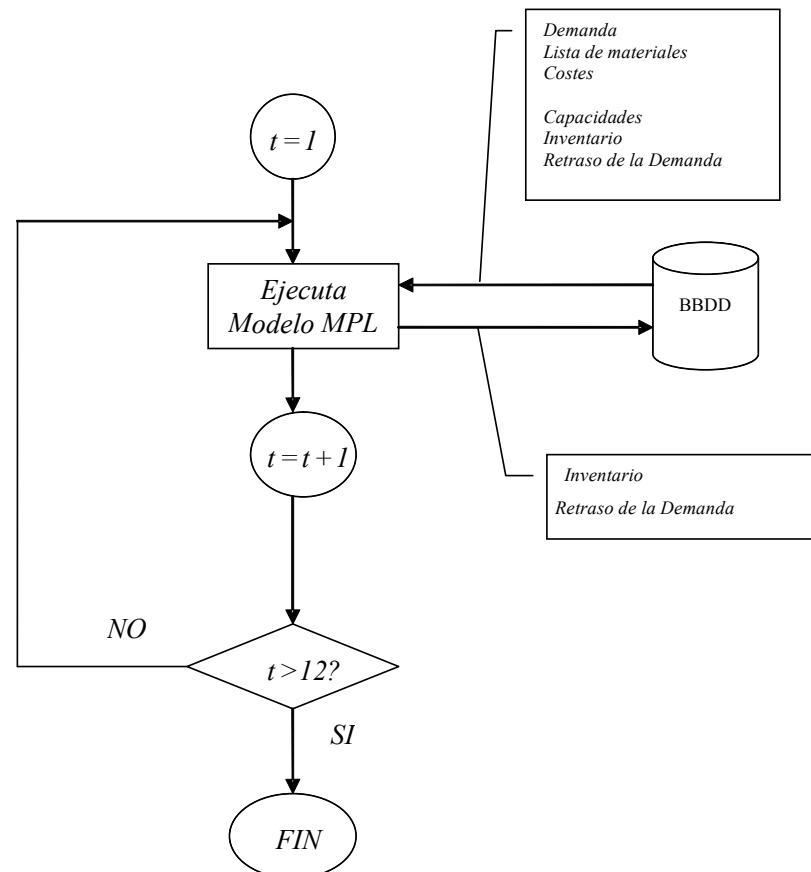 Demanda
Lista de materiales
Costes
Capacidades
Inventario
Retraso de la Demanda
t = 1
Ejecuta
Modelo MPL
BBDD
t = t + 1
Inventario
Retraso de la Demanda
NO
t > 12?
SI
FIN